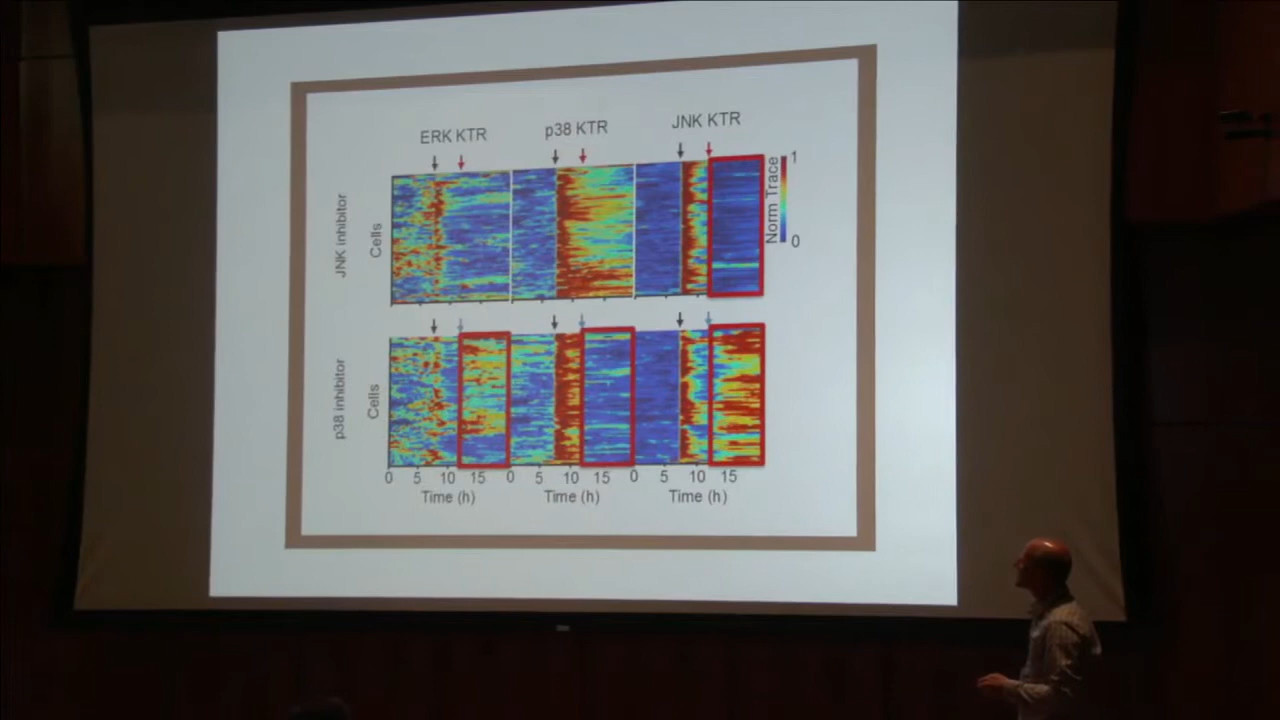 ERK KTR
p38 KTR
JNK KTR
JNK inhibitor
Cells
Norm Trace
1
0
p38 inhibitor
Cells
0 5 10 15 0 5 10 15 0 5 10 15
Time (h) Time (h) Time (h)